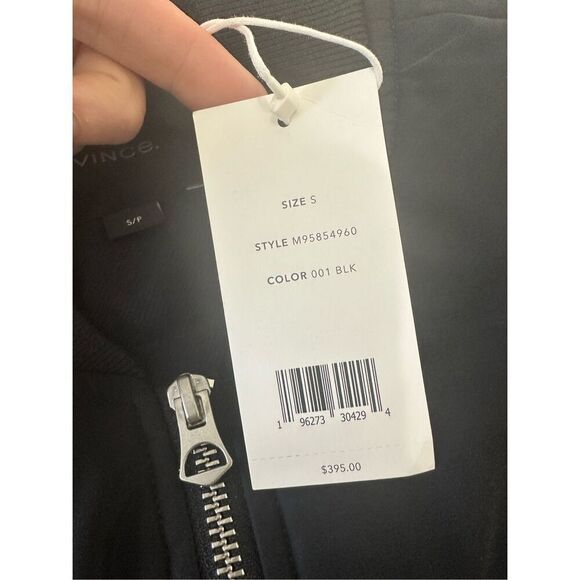 VINCE.
S/P
SIZE S
STYLE M95854960
COLOR 001 BLK
1 96273 30429 4
$395.00